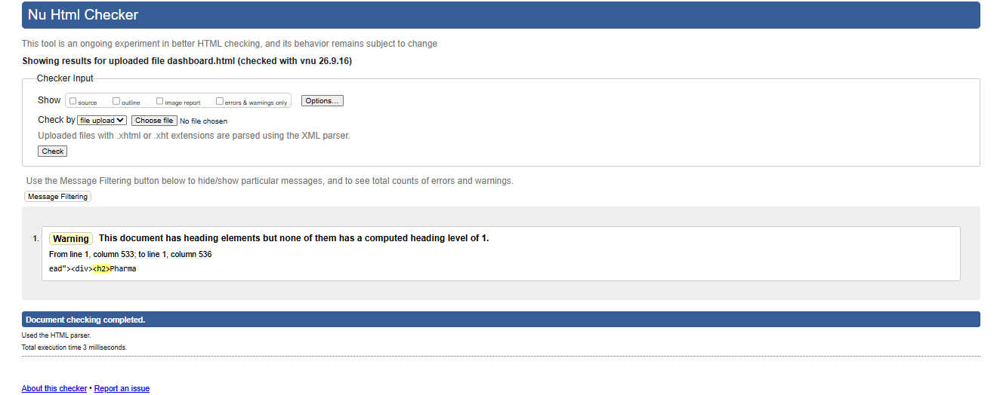 Nu Html Checker
This tool is an ongoing experiment in better HTML checking, and its behavior remains subject to change
Showing results for uploaded file dashboard.html (checked with vnu 26.9.16)
Checker Input
Show source outline image report errors & warnings only Options...
Check by file upload Choose file No file chosen
Uploaded files with .xhtml or .xht extensions are parsed using the XML parser.
Check
Use the Message Filtering button below to hide/show particular messages, and to see total counts of errors and warnings.
Message Filtering
1. Warning This document has heading elements but none of them has a computed heading level of 1.
From line 1, column 533; to line 1, column 536
ead"><div><h2>Pharma
Document checking completed.
Used the HTML parser.
Total execution time 3 milliseconds.
About this checker • Report an issue